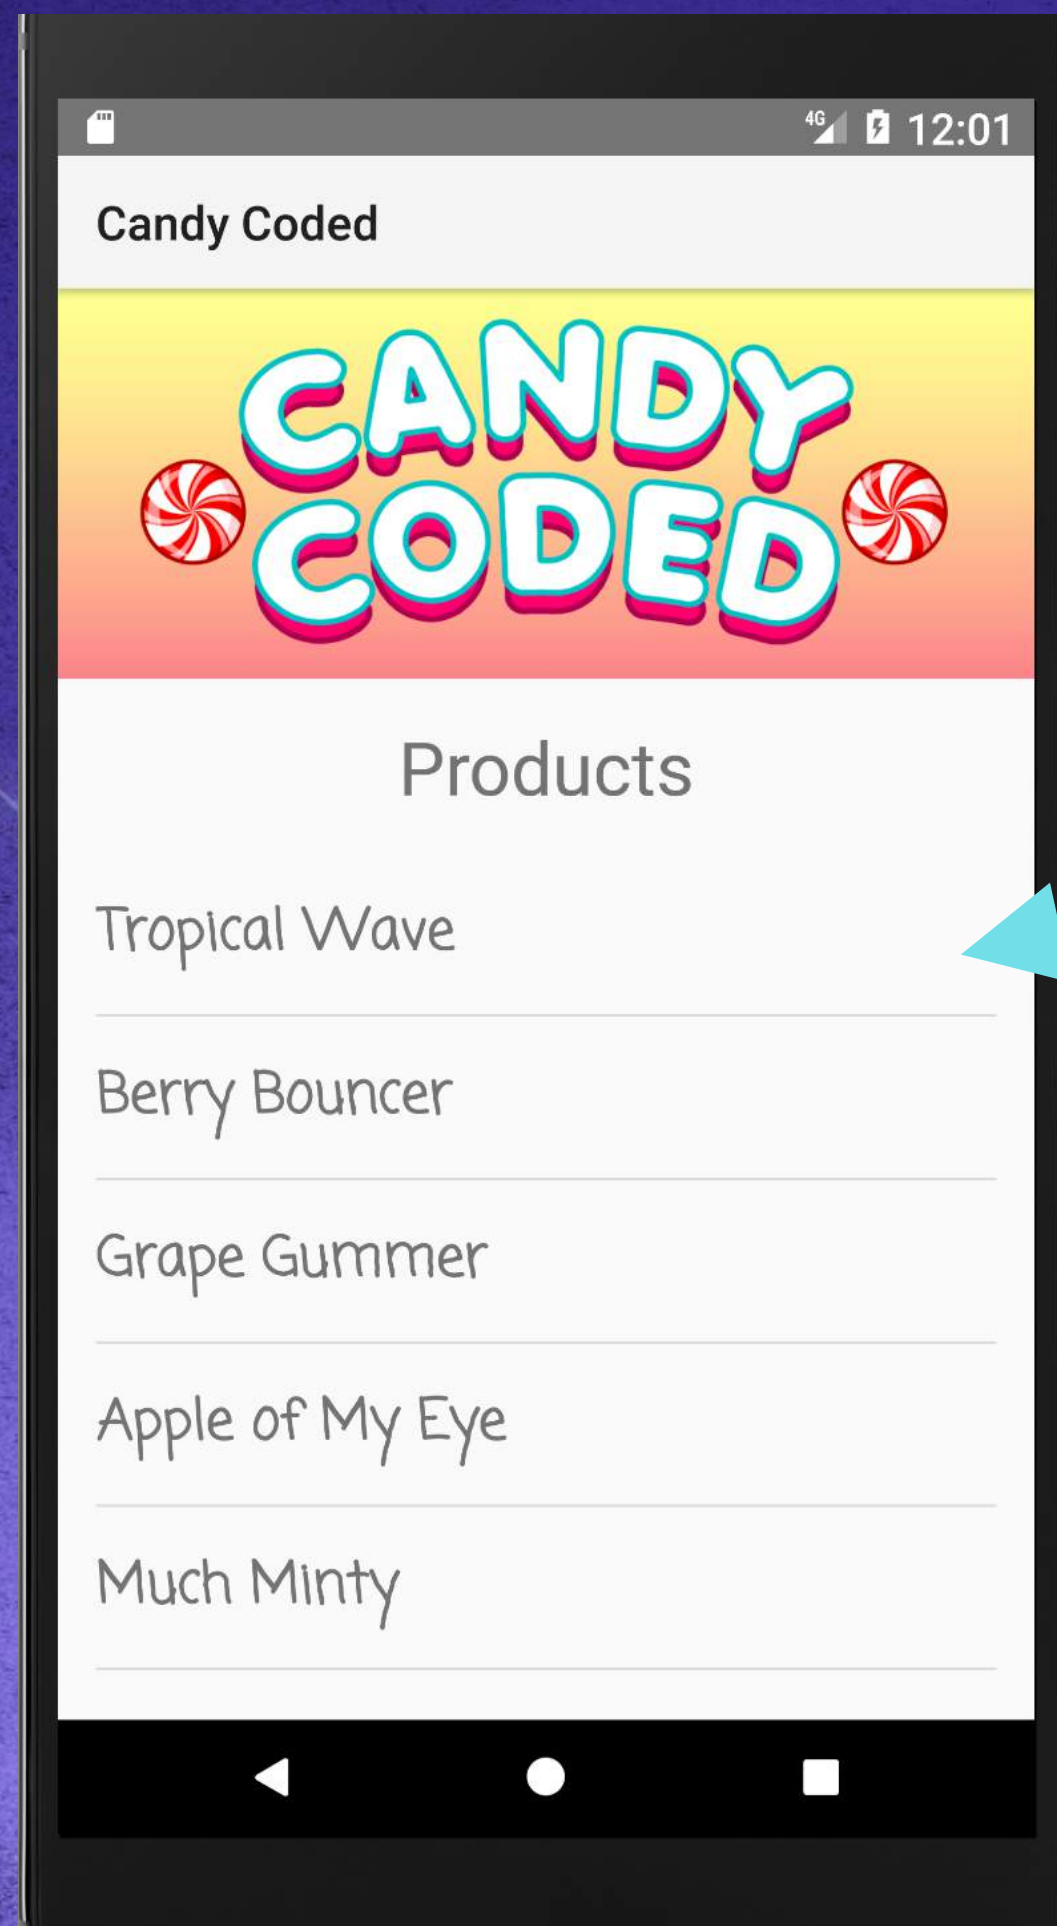 4G 12:01
Candy Coded
CANDY
CODED
Products
Tropical Wave
Berry Bouncer
Grape Gummer
Apple of My Eye
Much Minty